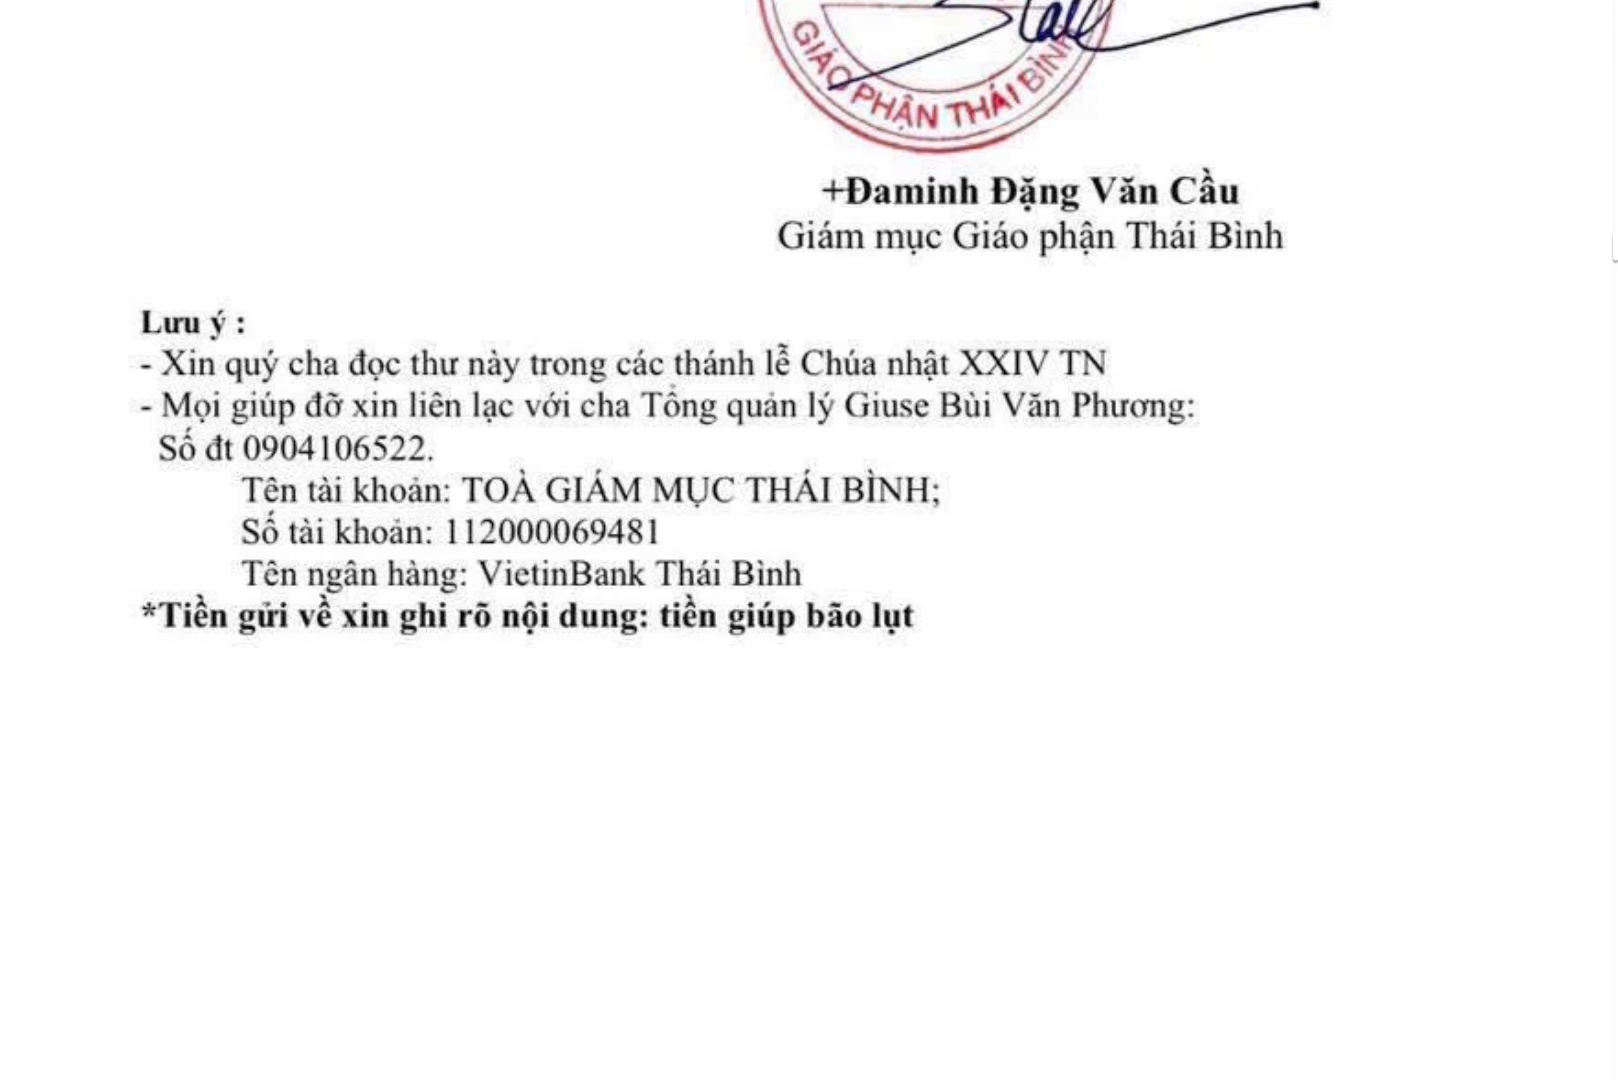 GIÁO PHẬN THÁI BÌNH
+Đaminh Đặng Văn Cầu
Giám mục Giáo phận Thái Bình
Lưu ý :
- Xin quý cha đọc thư này trong các thánh lễ Chúa nhật XXIV TN
- Mọi giúp đỡ xin liên lạc với cha Tổng quản lý Giuse Bùi Văn Phương:
Số đt 0904106522.
Tên tài khoản: TOÀ GIÁM MỤC THÁI BÌNH;
Số tài khoản: 112000069481
Tên ngân hàng: VietinBank Thái Bình
*Tiền gửi về xin ghi rõ nội dung: tiền giúp bão lụt